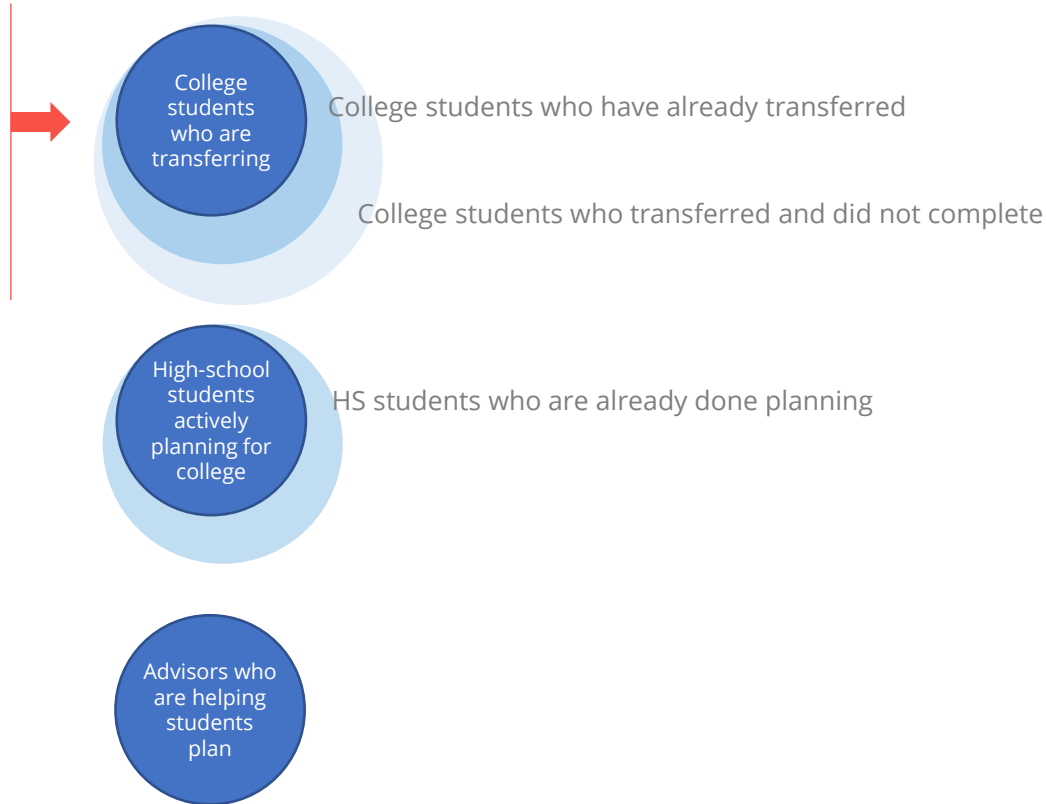 College
students
who are
transferring
College students who have already transferred
College students who transferred and did not complete
High-school
students
actively
planning for
college
HS students who are already done planning
Advisors who
are helping
students
plan